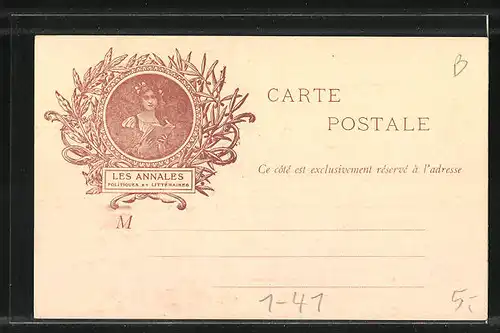 B
CARTE
POSTALE
LES ANNALES
POLITIQUES ET LITTÉRAIRES
Ce côté est exclusivement réservé à l'adresse
M
1-41
5,-